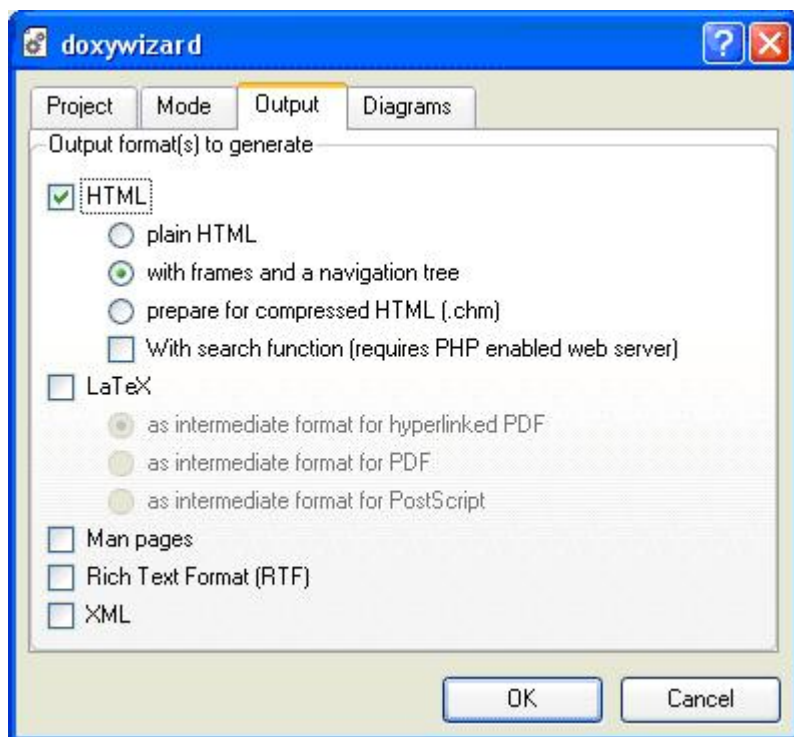 doxywizard
Project Mode Output Diagrams
Output format(s) to generate
HTML
plain HTML
with frames and a navigation tree
prepare for compressed HTML (.chm)
With search function (requires PHP enabled web server)
LaTeX
as intermediate format for hyperlinked PDF
as intermediate format for PDF
as intermediate format for PostScript
Man pages
Rich Text Format (RTF)
XML
OK Cancel